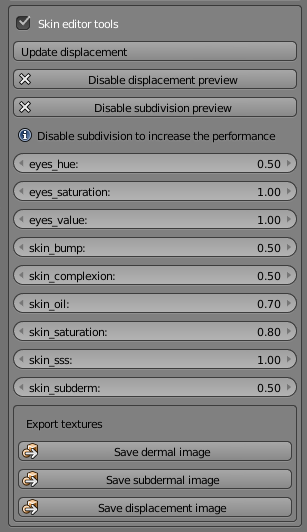 Skin editor tools
Update displacement
Disable displacement preview
Disable subdivision preview
Disable subdivision to increase the performance
eyes_hue: 0.50
eyes_saturation: 1.00
eyes_value: 1.00
skin_bump: 0.50
skin_complexion: 0.50
skin_oil: 0.70
skin_saturation: 0.80
skin_sss: 1.00
skin_subderm: 0.50
Export textures
Save dermal image
Save subdermal image
Save displacement image